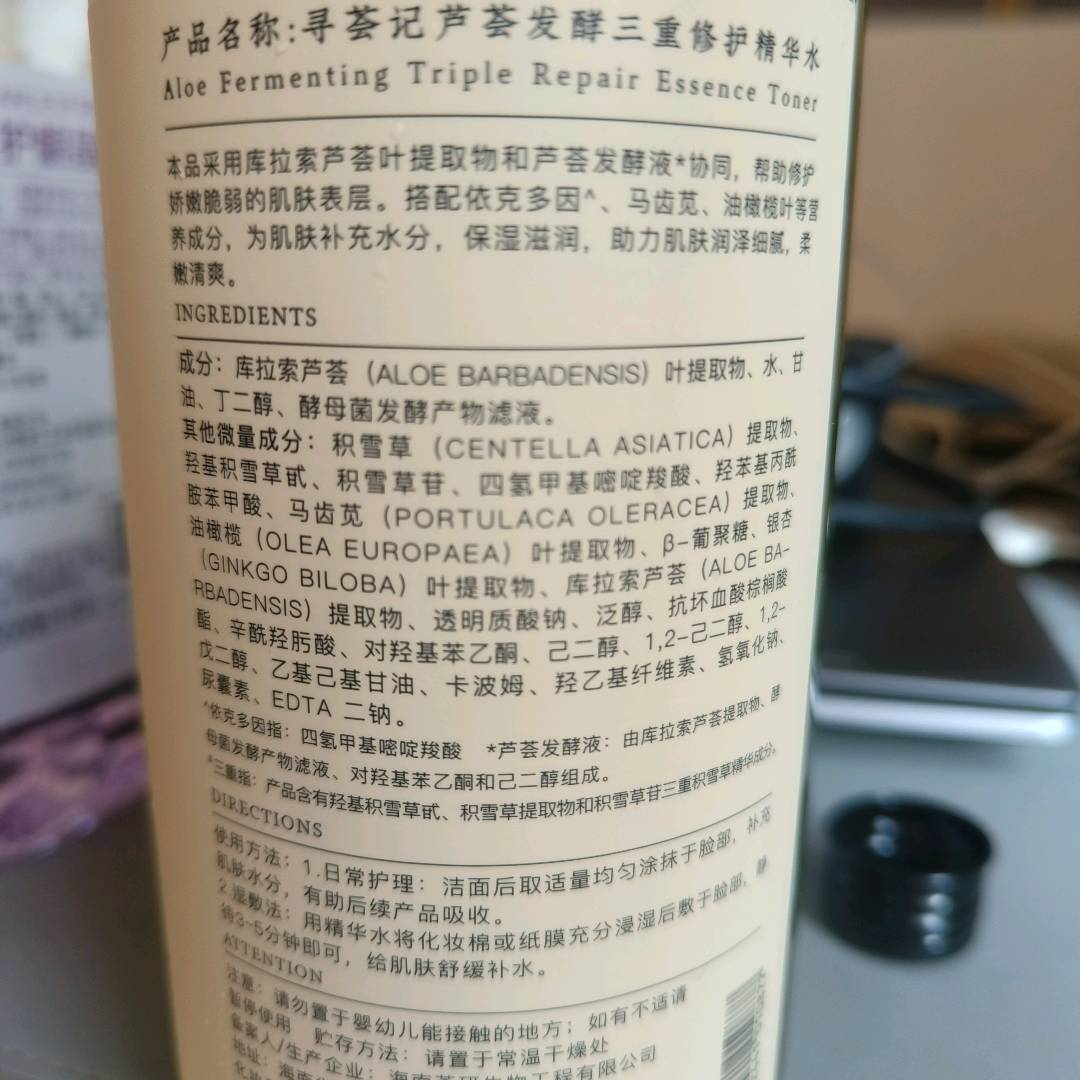 产品名称:寻荟记芦荟发酵三重修护精华水
Aloe Fermenting Triple Repair Essence Toner
本品采用库拉索芦荟叶提取物和芦荟发酵液*协同，帮助修护
娇嫩脆弱的肌肤表层。搭配依克多因^、马齿苋、油橄榄叶等营
养成分，为肌肤补充水分，保湿滋润，助力肌肤润泽细腻，柔
嫩清爽。
INGREDIENTS
成分：库拉索芦荟（ALOE BARBADENSIS）叶提取物、水、甘
油、丁二醇、酵母菌发酵产物滤液。
其他微量成分：积雪草（CENTELLA ASIATICA）提取物、
羟基积雪草甙、积雪草苷、四氢甲基嘧啶羧酸、羟苯基丙酰
胺苯甲酸、马齿苋（PORTULACA OLERACEA）提取物、
油橄榄（OLEA EUROPAEA）叶提取物、β-葡聚糖、银杏
（GINKGO BILOBA）叶提取物、库拉索芦荟（ALOE BA-
RBADENSIS）提取物、透明质酸钠、泛醇、抗坏血酸棕榈酸
酯、辛酰羟肟酸、对羟基苯乙酮、己二醇、1,2-己二醇、1,2-
戊二醇、乙基己基甘油、卡波姆、羟乙基纤维素、氢氧化钠、
尿囊素、EDTA 二钠。
^依克多因指：四氢甲基嘧啶羧酸 *芦荟发酵液：由库拉索芦荟提取物、酵
母菌发酵产物滤液、对羟基苯乙酮和己二醇组成。
*三重指：产品含有羟基积雪草甙、积雪草提取物和积雪草苷三重积雪草精华成分。
DIRECTIONS
使用方法：1.日常护理：洁面后取适量均匀涂抹于脸部，补充
肌肤水分，有助后续产品吸收。
2.湿敷法：用精华水将化妆棉或纸膜充分浸湿后敷于脸部，静
待3-5分钟即可，给肌肤舒缓补水。
ATTENTION
注意：请勿置于婴幼儿能接触的地方；如有不适请
暂停使用 贮存方法：请置于常温干燥处
备案人/生产企业：海南芦研生物工程有限公司
地址：海南